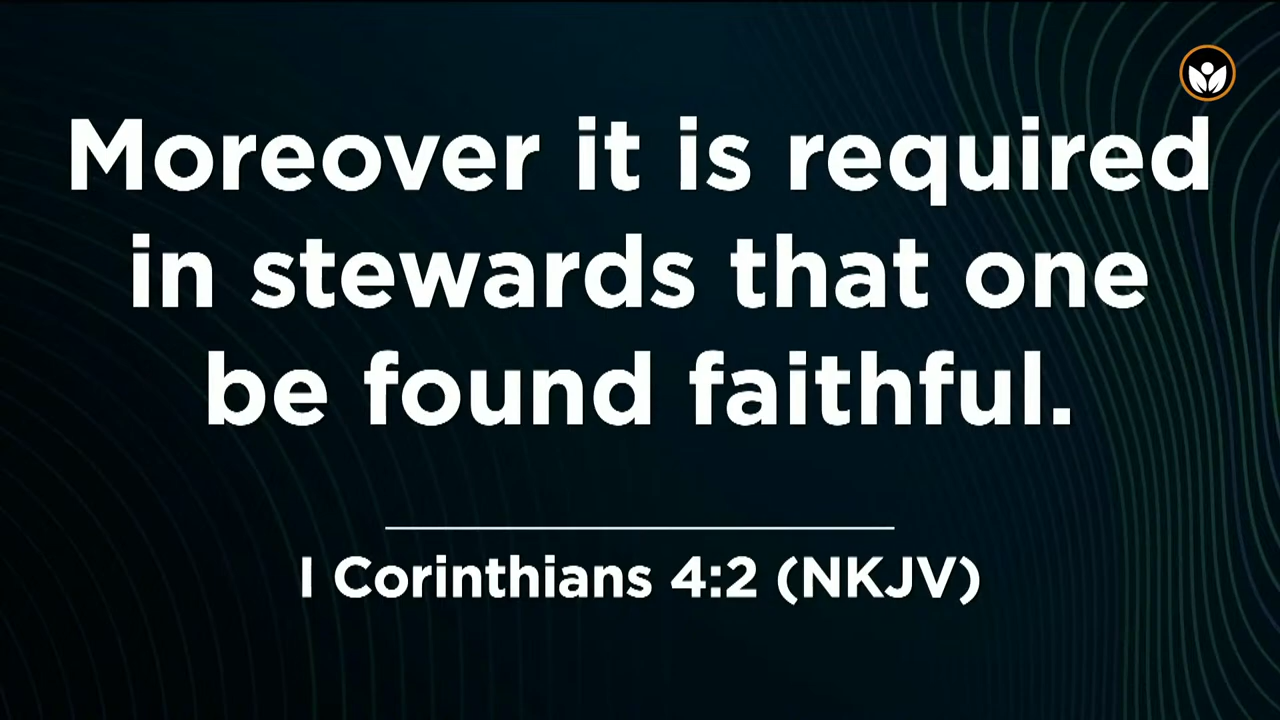 Moreover it is required
in stewards that one
be found faithful.
I Corinthians 4:2 (NKJV)